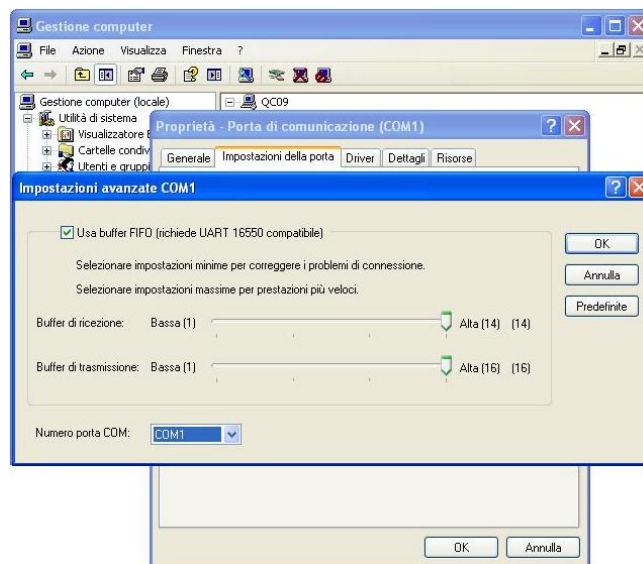 Gestione computer
File Azione Visualizza Finestra ?
Gestione computer (locale)
QC09
Utilità di sistema
Visualizzatore
Cartelle condiv
Utenti e gruppi
Proprietà - Porta di comunicazione (COM1)
Generale Impostazioni della porta Driver Dettagli Risorse
Impostazioni avanzate COM1
Usa buffer FIFO (richiede UART 16550 compatibile)
OK
Selezionare impostazioni minime per correggere i problemi di connessione.
Annulla
Selezionare impostazioni massime per prestazioni più veloci.
Predefinite
Buffer di ricezione: Bassa (1) Alta (14) (14)
Buffer di trasmissione: Bassa (1) Alta (16) (16)
Numero porta COM: COM1
OK Annulla